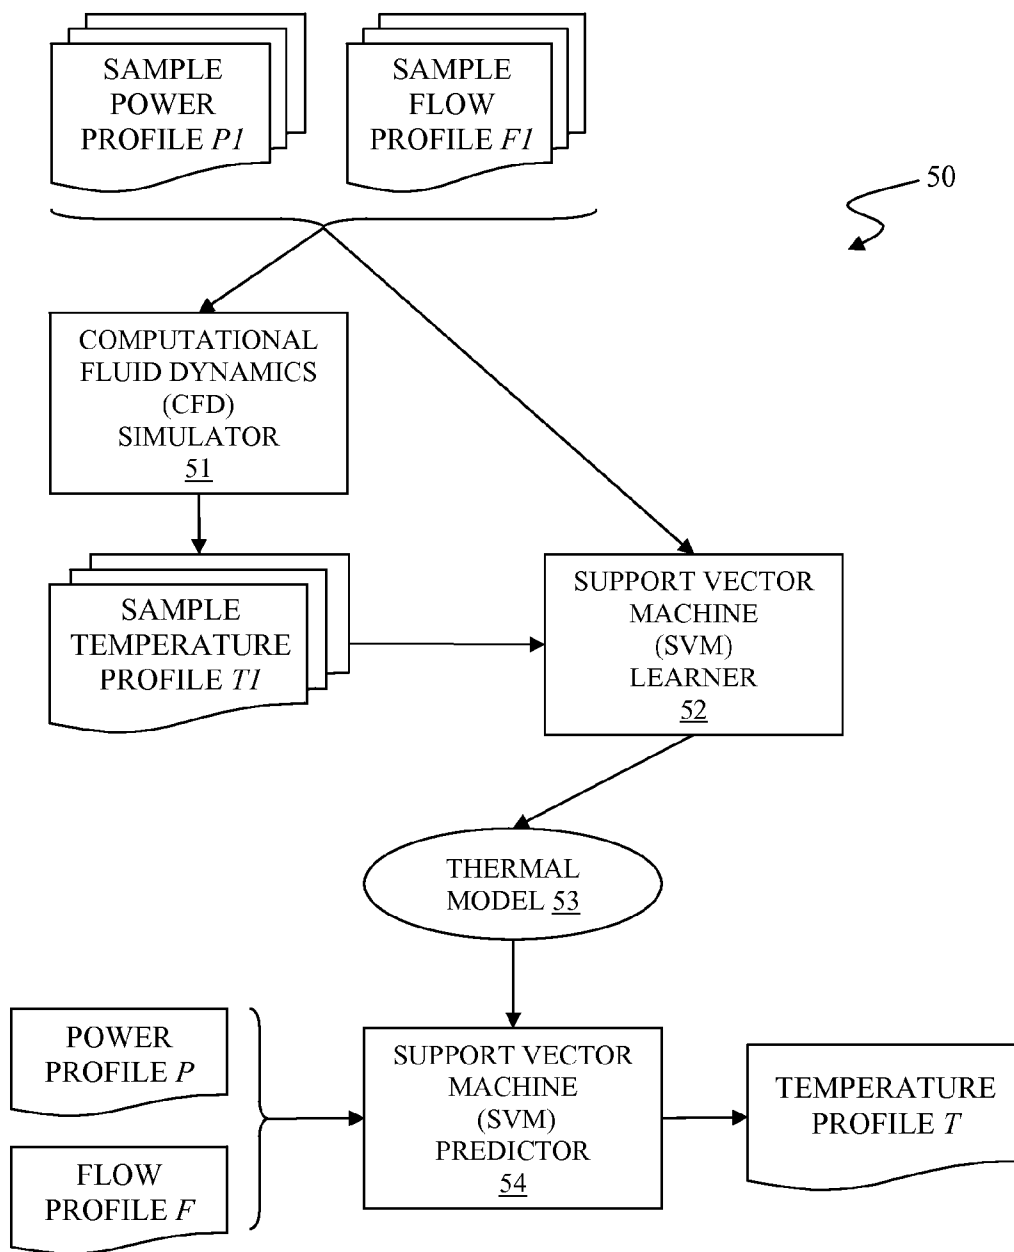 SAMPLE
POWER
PROFILE P1
SAMPLE
FLOW
PROFILE F1
50
COMPUTATIONAL
FLUID DYNAMICS
(CFD)
SIMULATOR
51
SAMPLE
TEMPERATURE
PROFILE T1
SUPPORT VECTOR
MACHINE
(SVM)
LEARNER
52
THERMAL
MODEL 53
POWER
PROFILE P
FLOW
PROFILE F
SUPPORT VECTOR
MACHINE
(SVM)
PREDICTOR
54
TEMPERATURE
PROFILE T